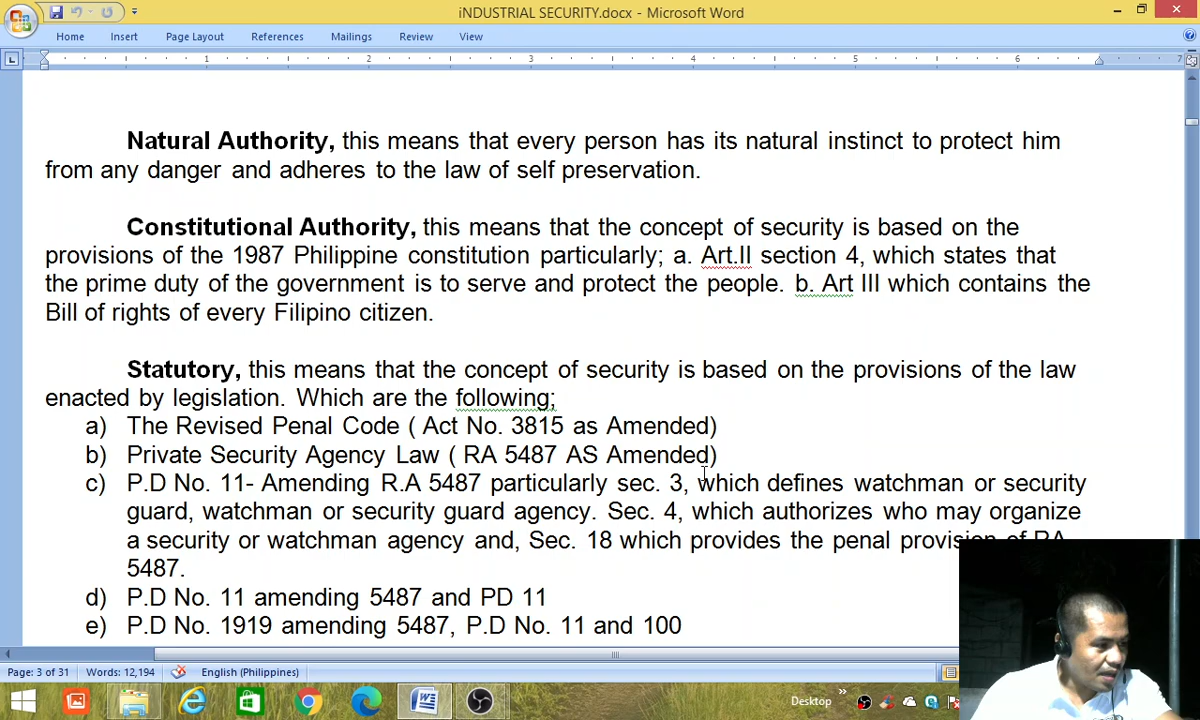 iNDUSTRIAL SECURITY.docx - Microsoft Word
Home Insert Page Layout References Mailings Review View
1 1 2 3 4 5 6 7
Natural Authority, this means that every person has its natural instinct to protect him
from any danger and adheres to the law of self preservation.
Constitutional Authority, this means that the concept of security is based on the
provisions of the 1987 Philippine constitution particularly; a. Art.II section 4, which states that
the prime duty of the government is to serve and protect the people. b. Art III which contains the
Bill of rights of every Filipino citizen.
Statutory, this means that the concept of security is based on the provisions of the law
enacted by legislation. Which are the following;
a) The Revised Penal Code ( Act No. 3815 as Amended)
b) Private Security Agency Law ( RA 5487 AS Amended)
c) P.D No. 11- Amending R.A 5487 particularly sec. 3, which defines watchman or security
guard, watchman or security guard agency. Sec. 4, which authorizes who may organize
a security or watchman agency and, Sec. 18 which provides the penal provision of RA
5487.
d) P.D No. 11 amending 5487 and PD 11
e) P.D No. 1919 amending 5487, P.D No. 11 and 100
Page: 3 of 31 Words: 12,194 English (Philippines)
Desktop